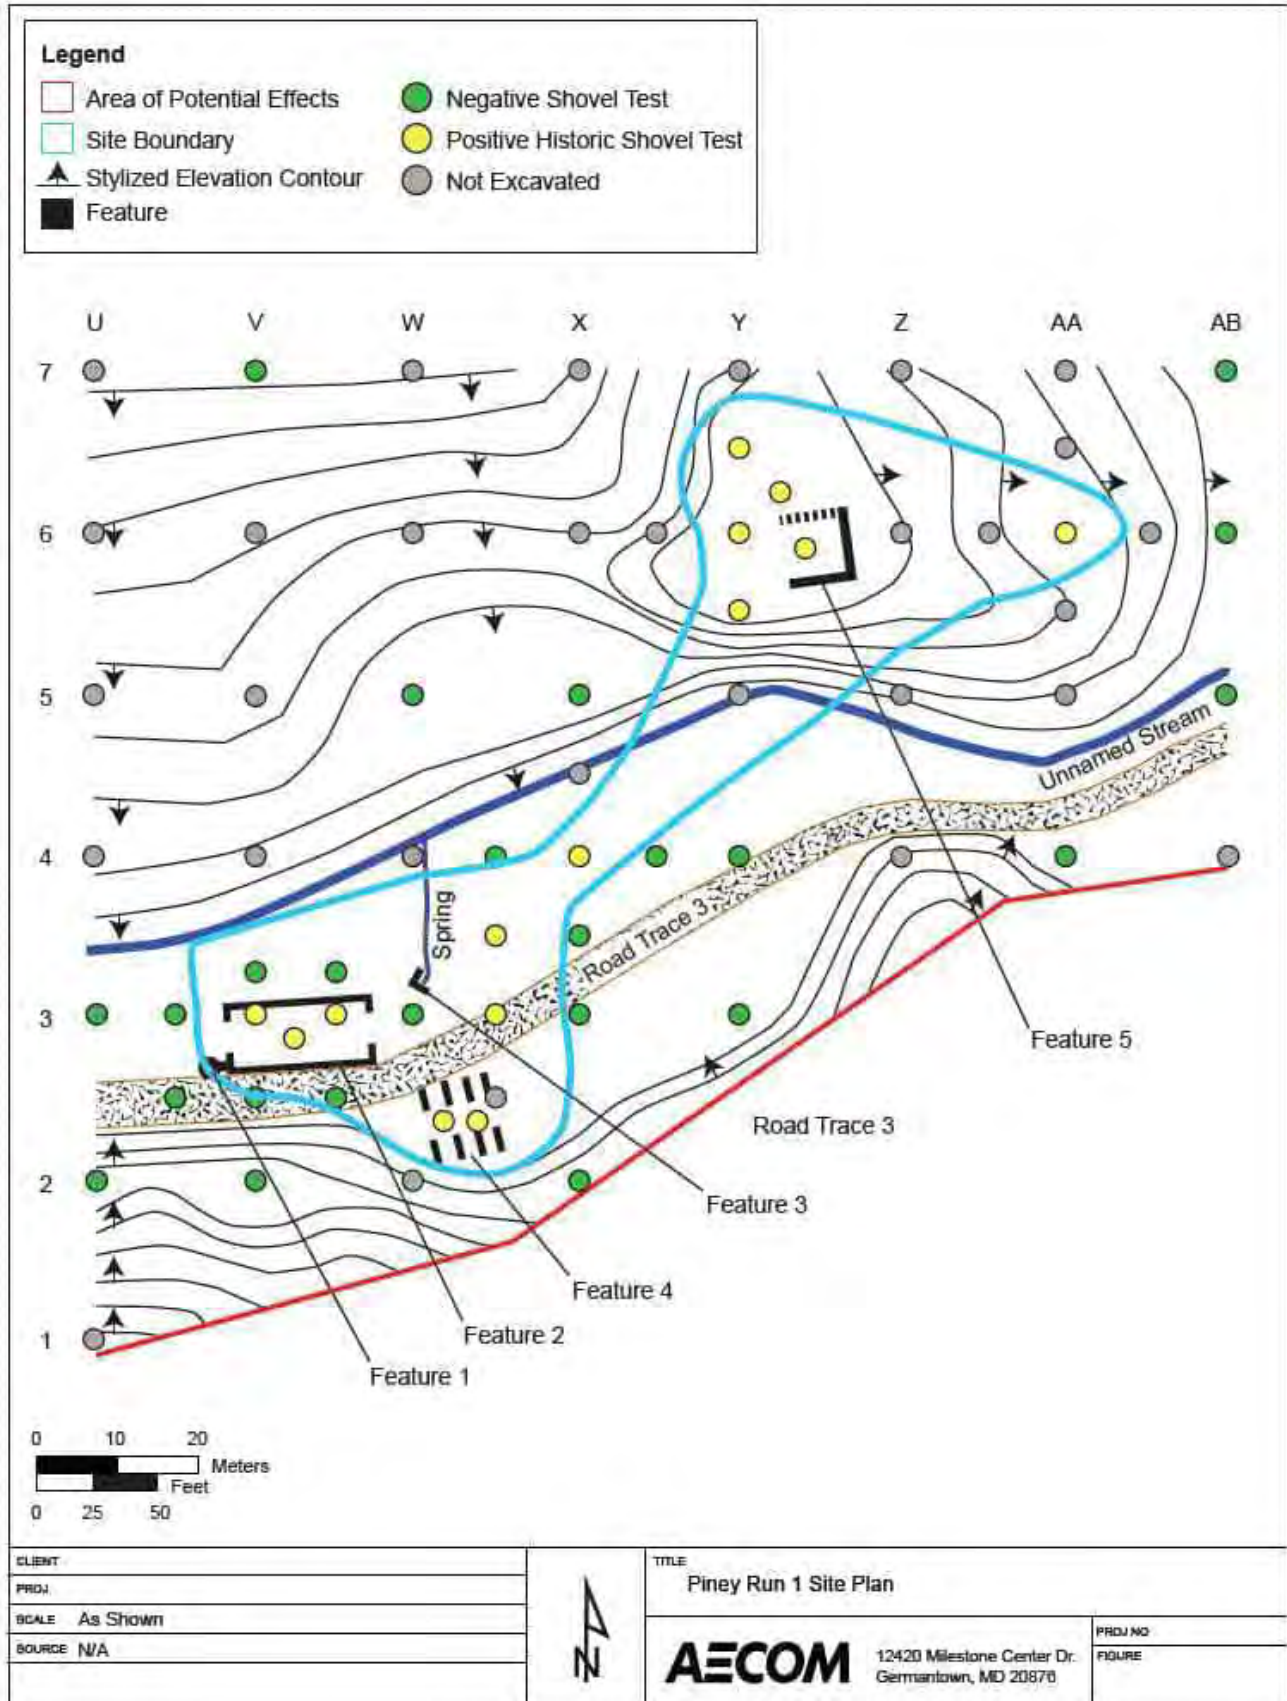 Legend
Area of Potential Effects
Site Boundary
Stylized Elevation Contour
Feature
Negative Shovel Test
Positive Historic Shovel Test
Not Excavated
U V W X Y Z AA AB
7
6
5
Unnamed Stream
4
Spring
Road Trace 3
3
Feature 5
Road Trace 3
2
Feature 3
Feature 4
1
Feature 2
Feature 1
0 10 20
Meters
Feet
0 25 50
CLIENT
PROJ
SCALE As Shown
SOURCE N/A
N
TITLE
Piney Run 1 Site Plan
AECOM
12420 Milestone Center Dr.
Germantown, MD 20876
PROJ NO
FIGURE